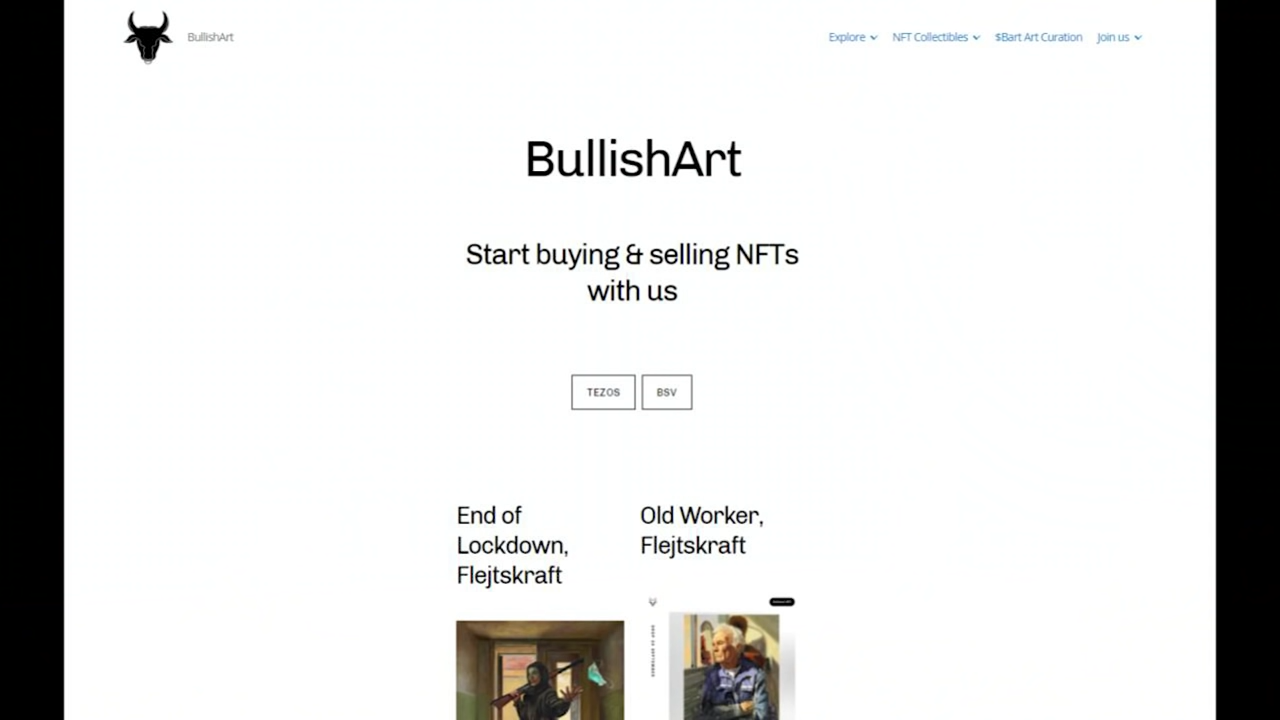 BullishArt
Explore
NFT Collectibles
$Bart Art Curation
Join us
BullishArt
Start buying & selling NFTs
with us
TEZOS
BSV
End of
Lockdown,
Flejtskraft
Old Worker,
Flejtskraft